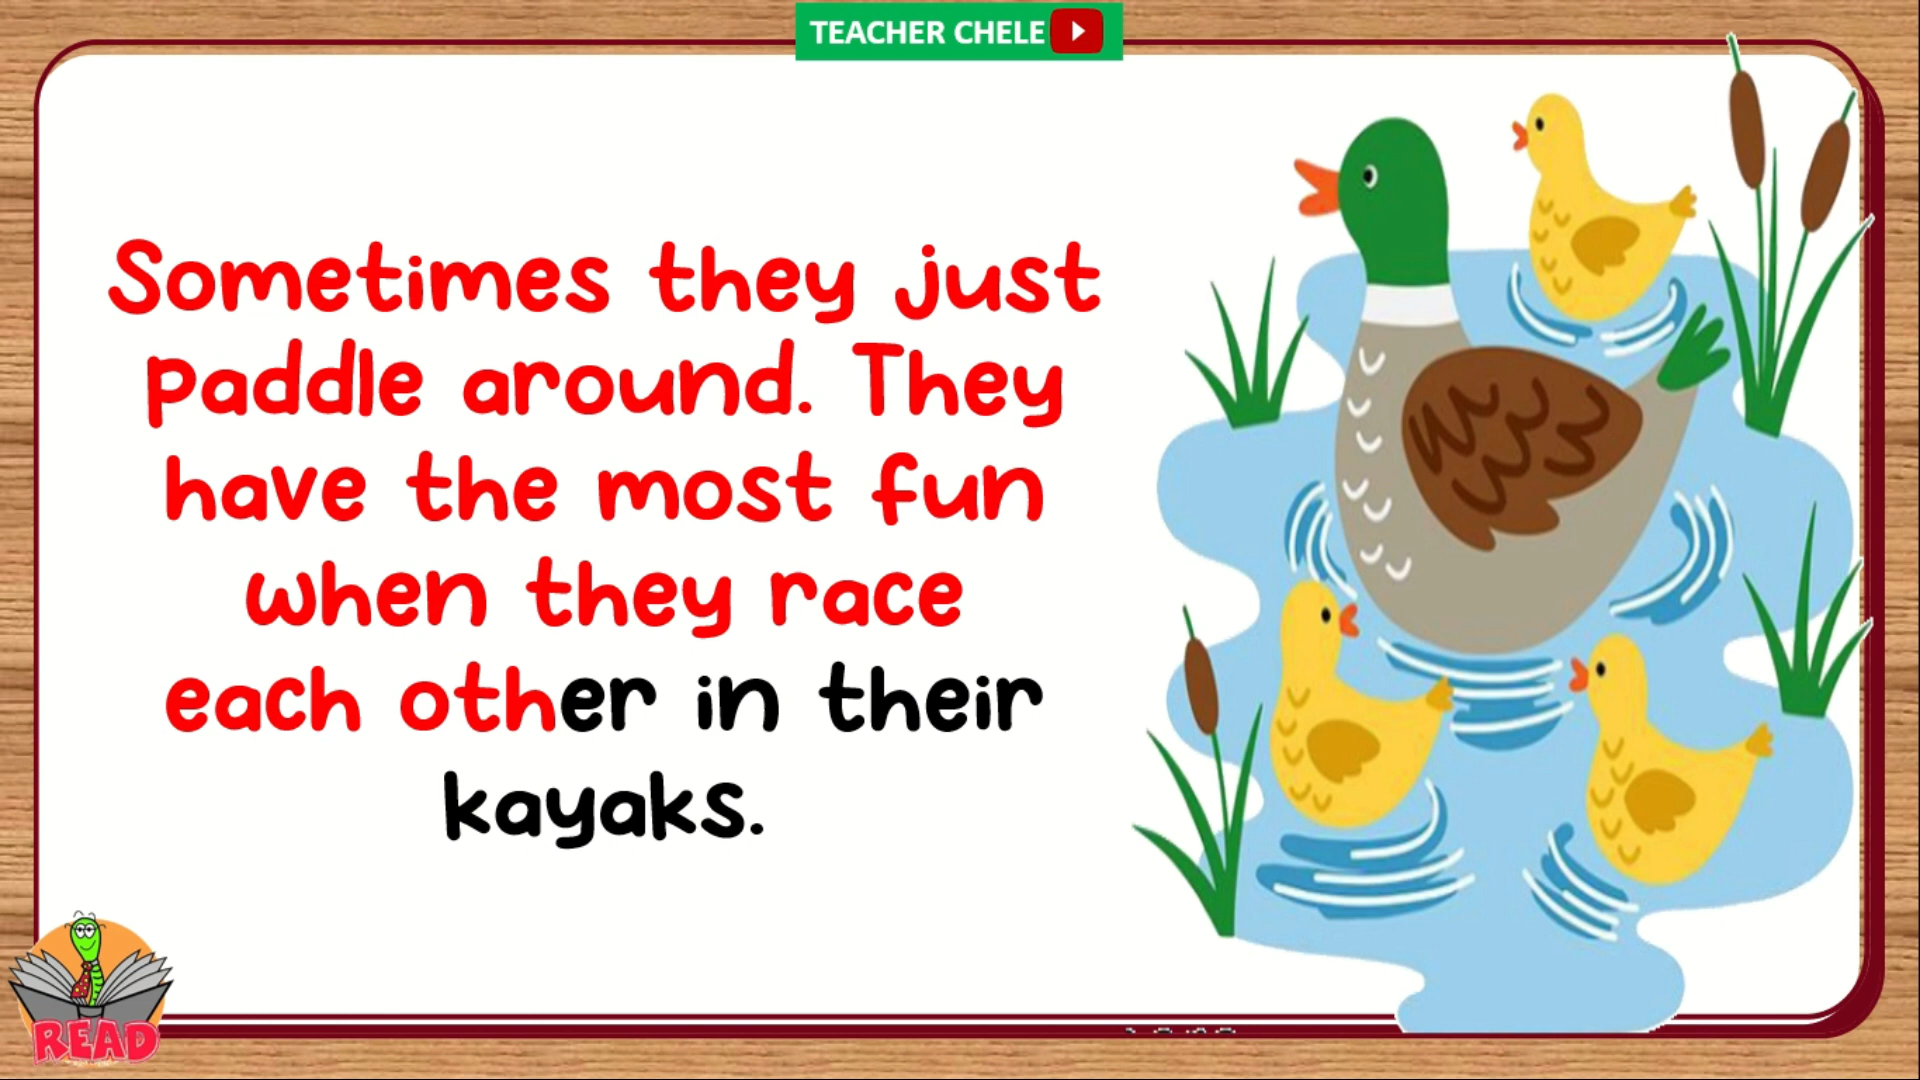 TEACHER CHELE
Sometimes they just
paddle around. They
have the most fun
when they race
each other in their
kayaks.
READ